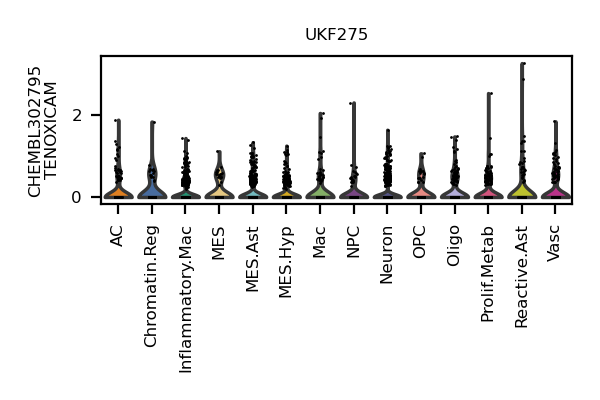 UKF275
CHEMBL302795
TENOXICAM
2
0
AC
Chromatin.Reg
Inflammatory.Mac
MES
MES.Ast
MES.Hyp
Mac
NPC
Neuron
OPC
Oligo
Prolif.Metab
Reactive.Ast
Vasc